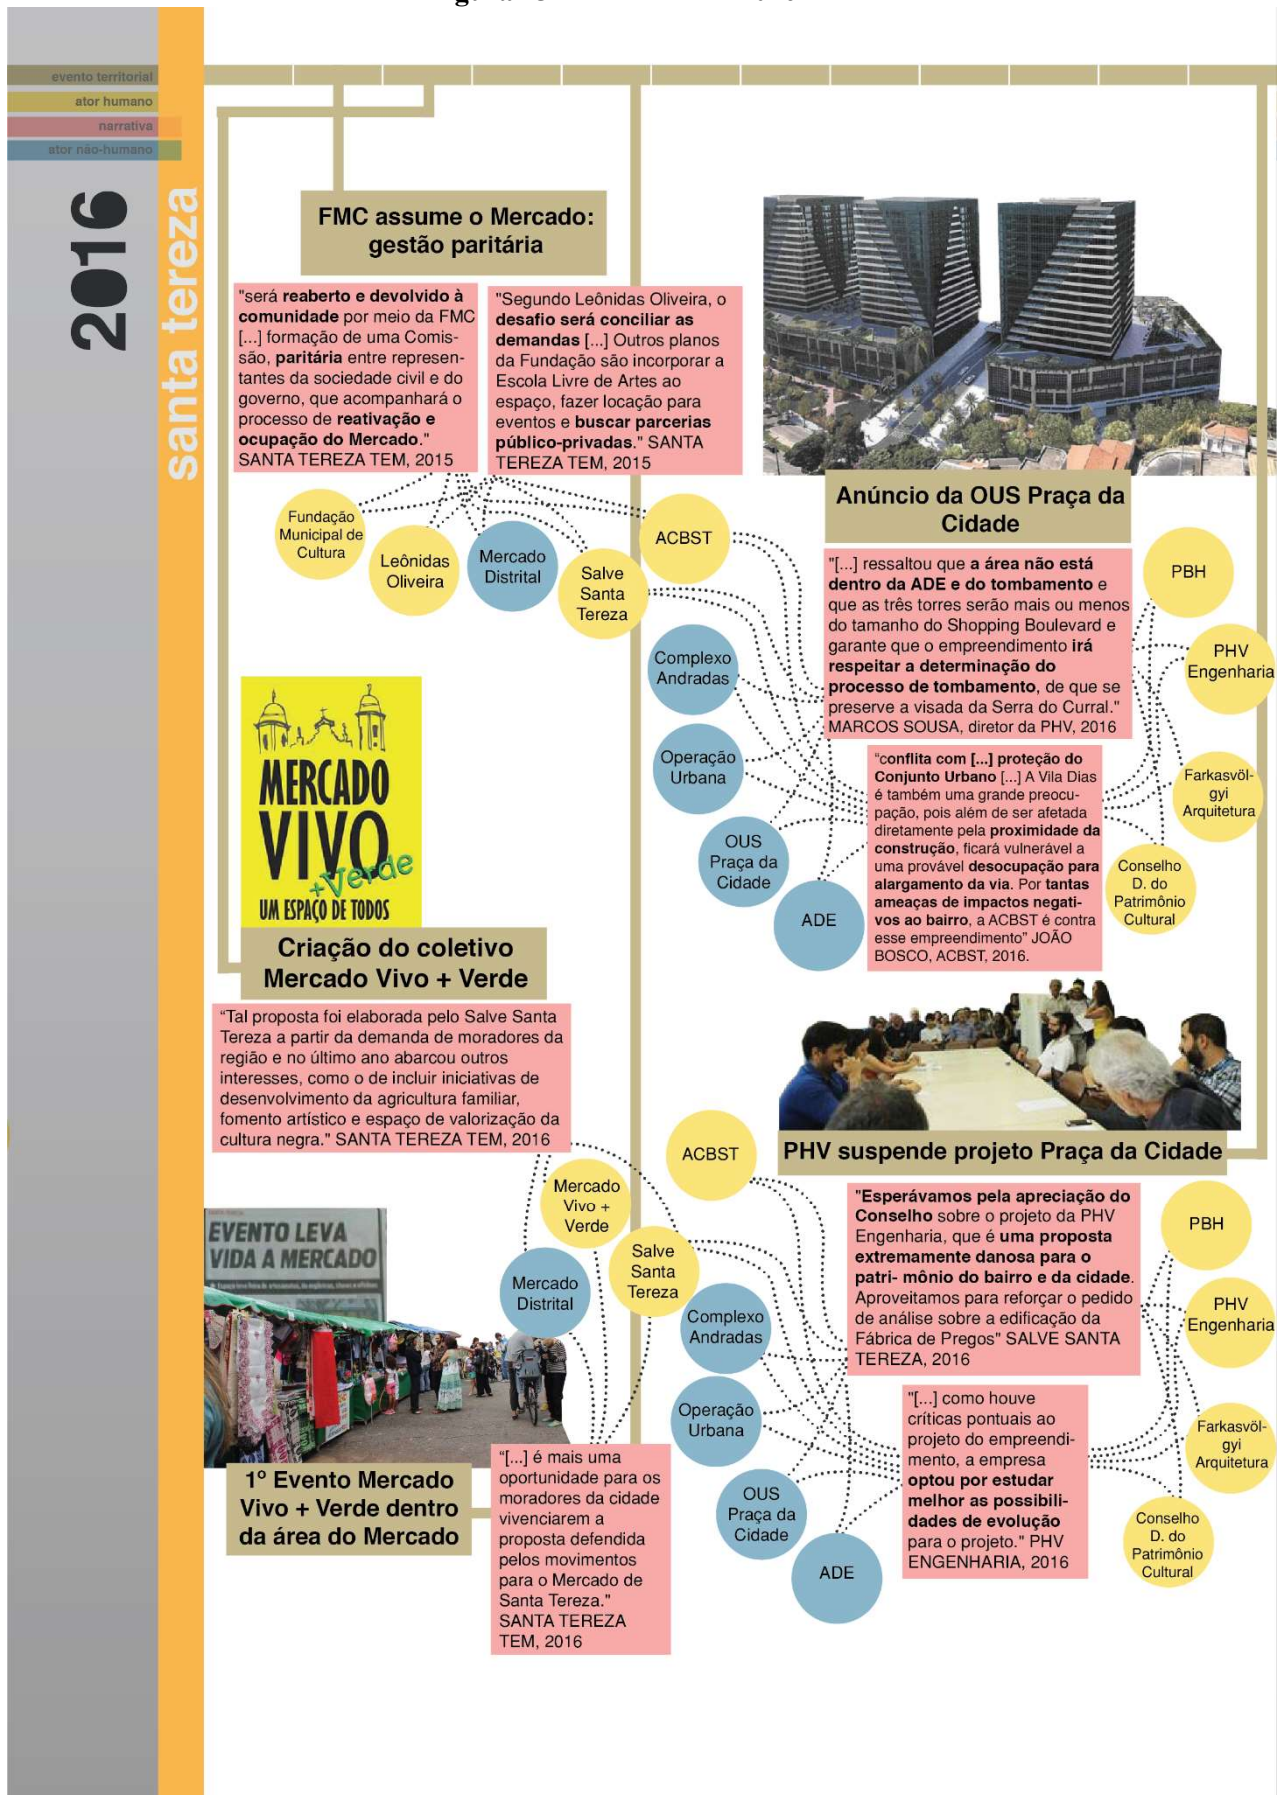 evento territorial
ator humano
narrativa
ator não-humano
2016
santa tereza
FMC assume o Mercado:
gestão paritária
"será reaberto e devolvido à
comunidade por meio da FMC
[...] formação de uma Comis-
são, paritária entre represen-
tantes da sociedade civil e do
governo, que acompanhará o
processo de reativação e
ocupação do Mercado."
SANTA TEREZA TEM, 2015
"Segundo Leônidas Oliveira, o
desafio será conciliar as
demandas [...] Outros planos
da Fundação são incorporar a
Escola Livre de Artes ao
espaço, fazer locação para
eventos e buscar parcerias
público-privadas." SANTA
TEREZA TEM, 2015
Fundação
Municipal de
Cultura
Leônidas
Oliveira
Mercado
Distrital
Salve
Santa
Tereza
ACBST
Anúncio da OUS Praça da
Cidade
"[...] ressaltou que a área não está
dentro da ADE e do tombamento e
que as três torres serão mais ou menos
do tamanho do Shopping Boulevard e
garante que o empreendimento irá
respeitar a determinação do
processo de tombamento, de que se
preserve a visada da Serra do Curral."
MARCOS SOUSA, diretor da PHV, 2016
PBH
PHV
Engenharia
Complexo
Andradas
Operação
Urbana
OUS
Praça da
Cidade
ADE
"conflita com [...] proteção do
Conjunto Urbano [...] A Vila Dias
é também uma grande preocu-
pação, pois além de ser afetada
diretamente pela proximidade da
construção, ficará vulnerável a
uma provável desocupação para
alargamento da via. Por tantas
ameaças de impactos negati-
vos ao bairro, a ACBST é contra
esse empreendimento" JOÃO
BOSCO, ACBST, 2016.
Farkasvöl-
gyi
Arquitetura
Conselho
D. do
Patrimônio
Cultural
MERCADO
VIVO
+Verde
UM ESPAÇO DE TODOS
Criação do coletivo
Mercado Vivo + Verde
"Tal proposta foi elaborada pelo Salve Santa
Tereza a partir da demanda de moradores da
região e no último ano abarcou outros
interesses, como o de incluir iniciativas de
desenvolvimento da agricultura familiar,
fomento artístico e espaço de valorização da
cultura negra." SANTA TEREZA TEM, 2016
Mercado
Vivo +
Verde
Salve
Santa
Tereza
Mercado
Distrital
EVENTO LEVA
VIDA A MERCADO
1º Evento Mercado
Vivo + Verde dentro
da área do Mercado
"[...] é mais uma
oportunidade para os
moradores da cidade
vivenciarem a
proposta defendida
pelos movimentos
para o Mercado de
Santa Tereza."
SANTA TEREZA
TEM, 2016
PHV suspende projeto Praça da Cidade
ACBST
"Esperávamos pela apreciação do
Conselho sobre o projeto da PHV
Engenharia, que é uma proposta
extremamente danosa para o
patri- mônio do bairro e da cidade.
Aproveitamos para reforçar o pedido
de análise sobre a edificação da
Fábrica de Pregos" SALVE SANTA
TEREZA, 2016
PBH
PHV
Engenharia
Complexo
Andradas
Operação
Urbana
OUS
Praça da
Cidade
ADE
"[...] como houve
críticas pontuais ao
projeto do empreendi-
mento, a empresa
optou por estudar
melhor as possibili-
dades de evolução
para o projeto." PHV
ENGENHARIA, 2016
Farkasvöl-
gyi
Arquitetura
Conselho
D. do
Patrimônio
Cultural